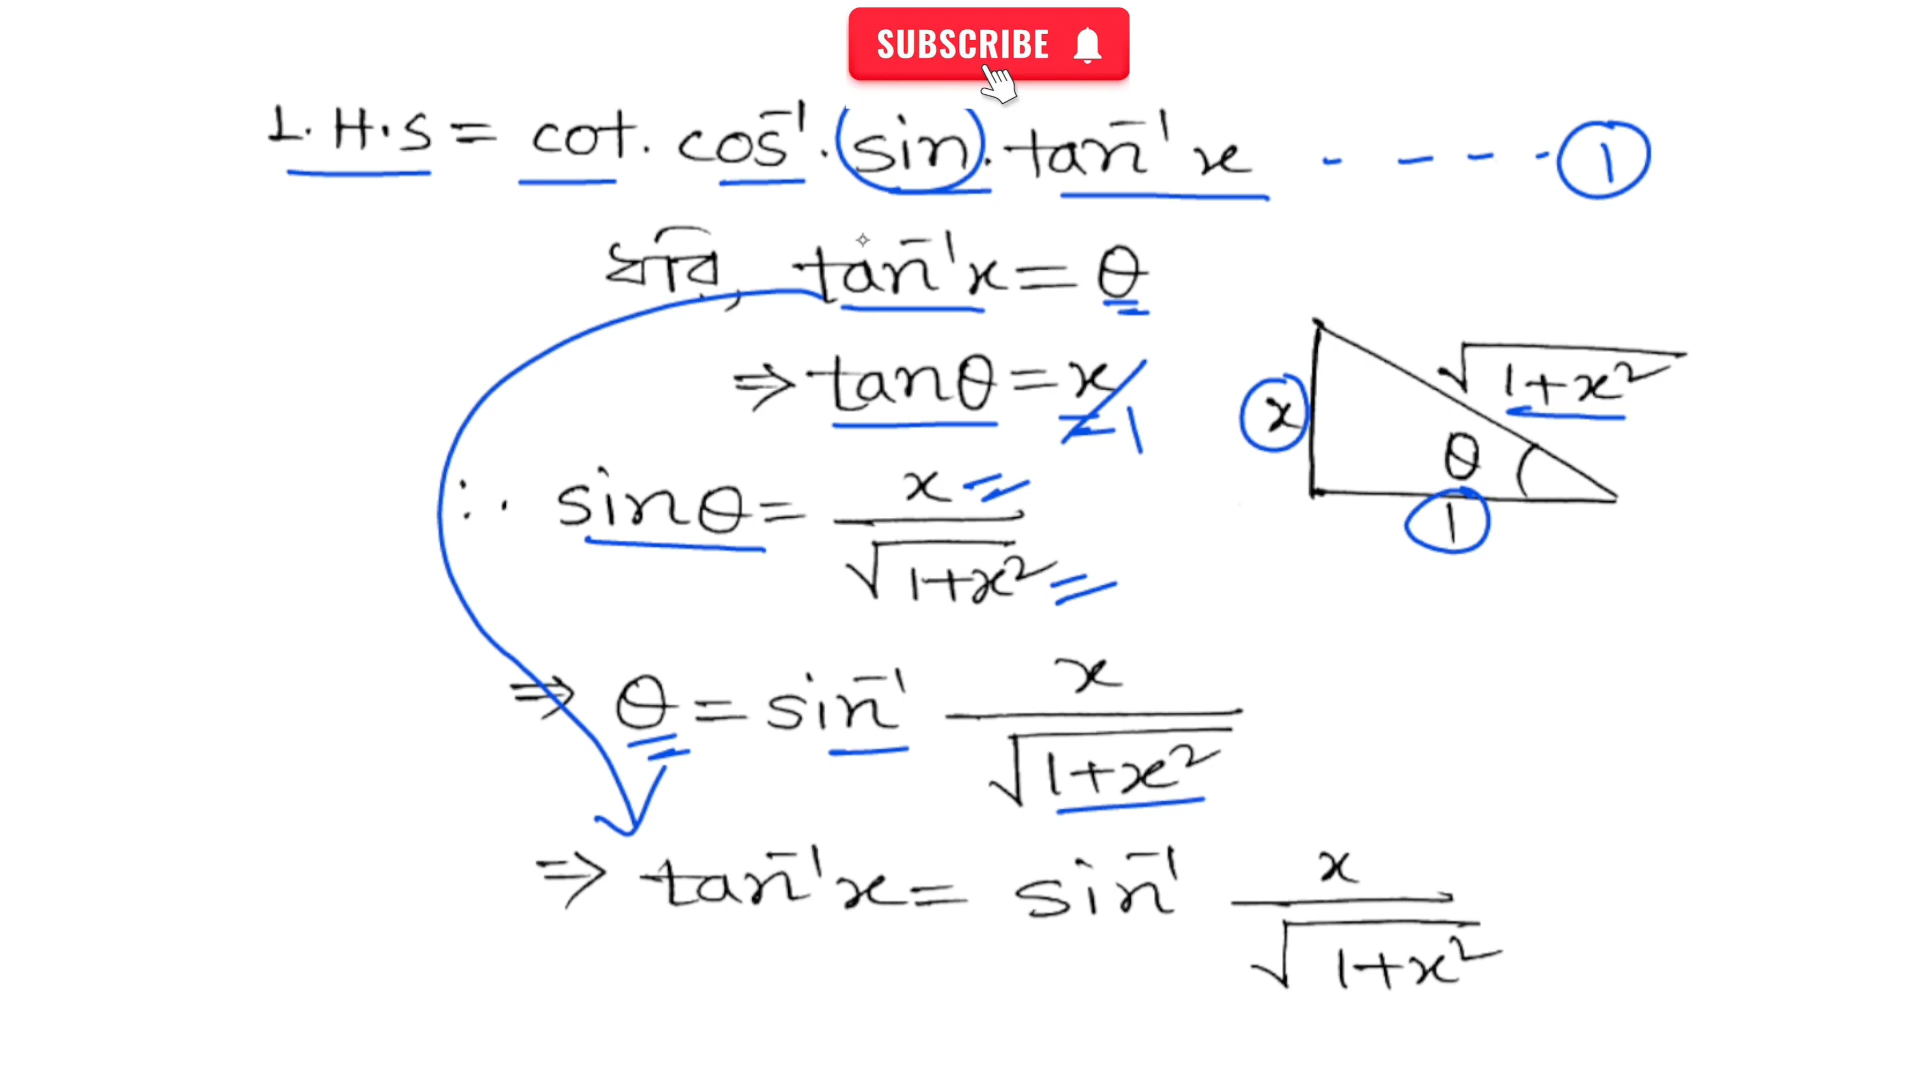 SUBSCRIBE
L.H.S = cot. cos⁻¹. (sin). tan⁻¹ x - - - - ①
ধরি, tan⁻¹x = θ
⇒ tanθ = x/1
√1+x²
x
θ
1
∴ sinθ = x/√1+x²
⇒ θ = sin⁻¹ x/√1+x²
⇒ tan⁻¹x = sin⁻¹ x/√1+x²